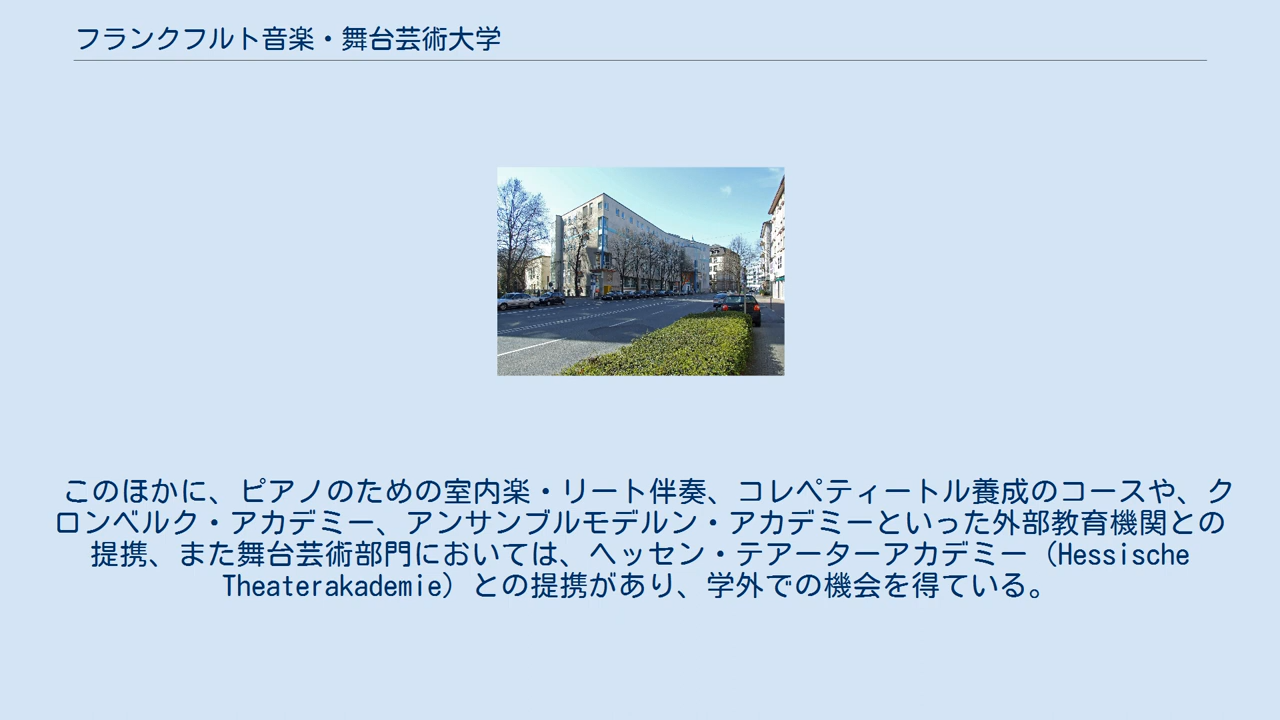 フランクフルト音楽・舞台芸術大学
このほかに、ピアノのための室内楽・リート伴奏、コレペティートル養成のコースや、ク
ロンベルク・アカデミー、アンサンブルモデルン・アカデミーといった外部教育機関との
提携、また舞台芸術部門においては、ヘッセン・テアーターアカデミー（Hessische
Theaterakademie）との提携があり、学外での機会を得ている。